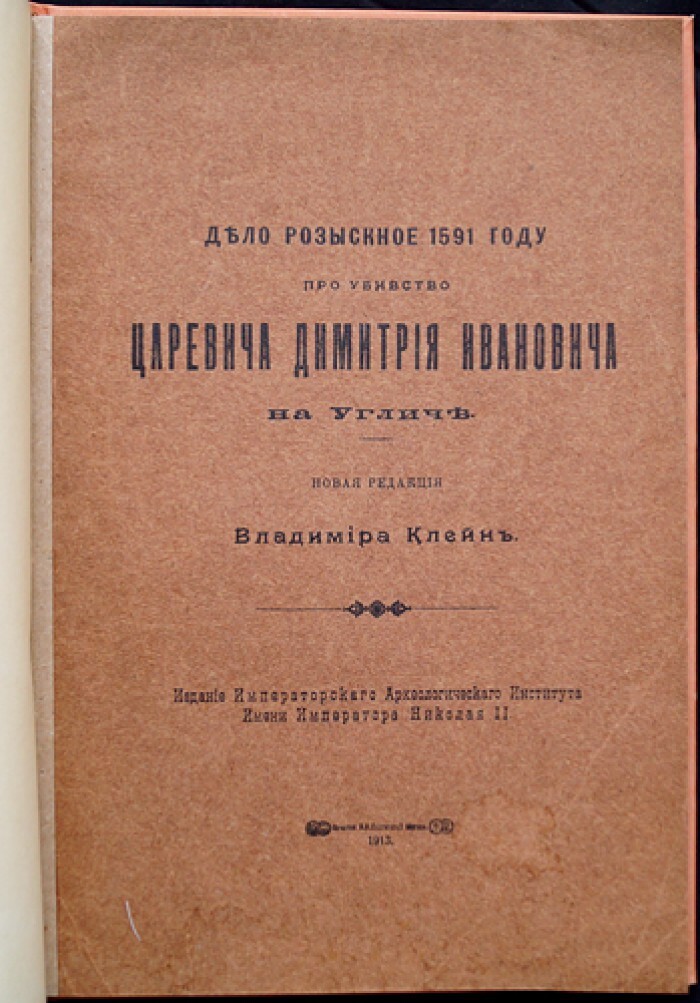 ДѢЛО РОЗЫСКНОЕ 1591 ГОДУ
ПРО УБИВСТВО
ЦАРЕВИЧА ДИМИТРІЯ ИВАНОВИЧА
на Угличѣ.
НОВАЯ РЕДАКЦІЯ
Владиміра Клейнъ.
Изданіе Императорскаго Археологическаго Института
Имени Императора Николая II
1913.